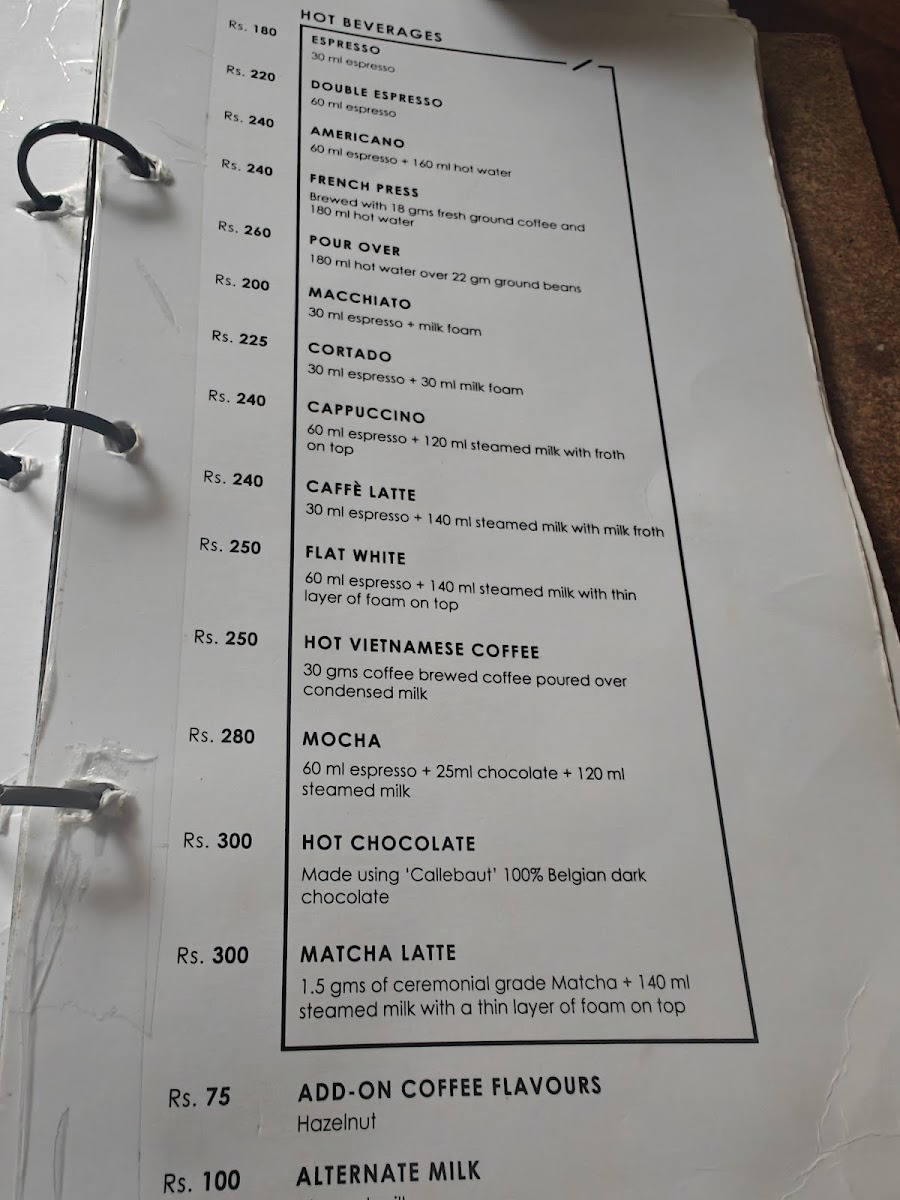 HOT BEVERAGES
Rs. 180
ESPRESSO
30 ml espresso
Rs. 220
DOUBLE ESPRESSO
60 ml espresso
Rs. 240
AMERICANO
60 ml espresso + 160 ml hot water
Rs. 240
FRENCH PRESS
Brewed with 18 gms fresh ground coffee and
180 ml hot water
Rs. 260
POUR OVER
180 ml hot water over 22 gm ground beans
Rs. 200
MACCHIATO
30 ml espresso + milk foam
Rs. 225
CORTADO
30 ml espresso + 30 ml milk foam
Rs. 240
CAPPUCCINO
60 ml espresso + 120 ml steamed milk with froth
on top
Rs. 240
CAFFÈ LATTE
30 ml espresso + 140 ml steamed milk with milk froth
Rs. 250
FLAT WHITE
60 ml espresso + 140 ml steamed milk with thin
layer of foam on top
Rs. 250
HOT VIETNAMESE COFFEE
30 gms coffee brewed coffee poured over
condensed milk
Rs. 280
MOCHA
60 ml espresso + 25ml chocolate + 120 ml
steamed milk
Rs. 300
HOT CHOCOLATE
Made using 'Callebaut' 100% Belgian dark
chocolate
Rs. 300
MATCHA LATTE
1.5 gms of ceremonial grade Matcha + 140 ml
steamed milk with a thin layer of foam on top
Rs. 75
ADD-ON COFFEE FLAVOURS
Hazelnut
Rs. 100
ALTERNATE MILK